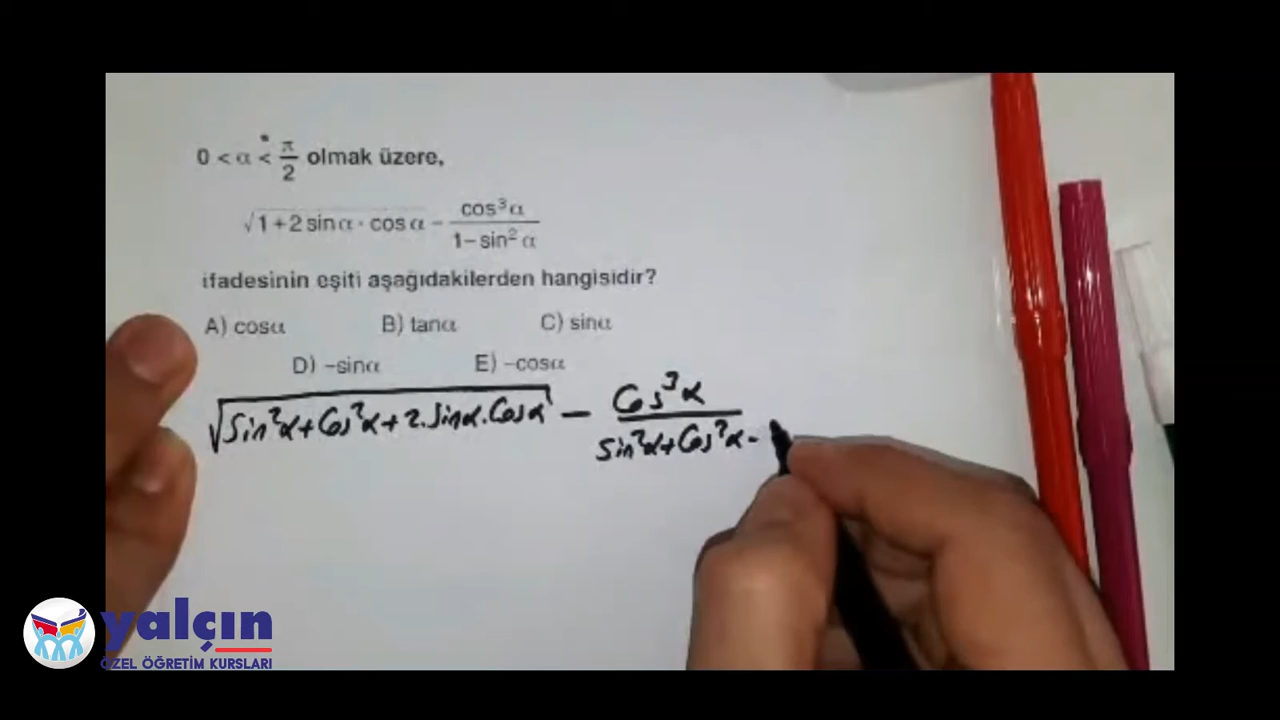 0 < α < π/2 olmak üzere,
√1+2 sinα · cosα − cos³α / 1−sin²α
ifadesinin eşiti aşağıdakilerden hangisidir?
A) cosα B) tanα C) sinα
D) −sinα E) −cosα
√Sin²α+Cos²α+2.Sinα.Cosα − Cos³α / Sin²α+Cos²α-
yalçın
ÖZEL ÖĞRETİM KURSLARI